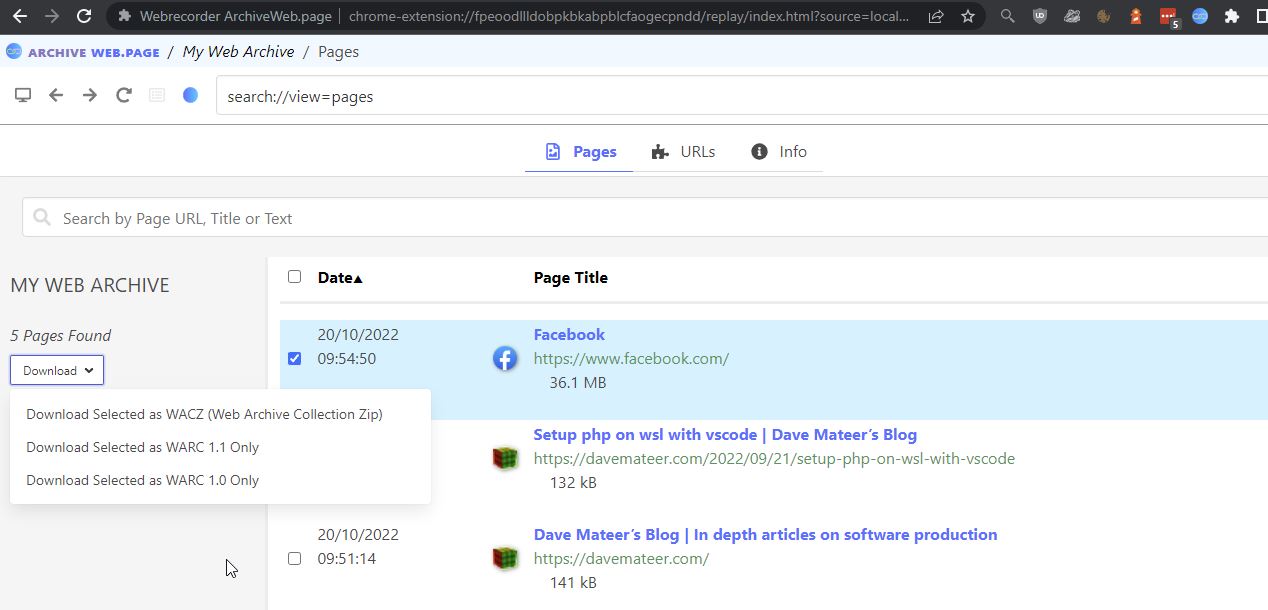 Webrecorder ArchiveWeb.page | chrome-extension://fpeoodllldobpkbkabpblcfaogecpndd/replay/index.html?source=local...
5
ARCHIVE WEB.PAGE / My Web Archive / Pages
search://view=pages
Pages URLs Info
Search by Page URL, Title or Text
MY WEB ARCHIVE
5 Pages Found
Download
Download Selected as WACZ (Web Archive Collection Zip)
Download Selected as WARC 1.1 Only
Download Selected as WARC 1.0 Only
Date▲ Page Title
20/10/2022
09:54:50
Facebook
https://www.facebook.com/
36.1 MB
Setup php on wsl with vscode | Dave Mateer’s Blog
https://davemateer.com/2022/09/21/setup-php-on-wsl-with-vscode
132 kB
20/10/2022
09:51:14
Dave Mateer’s Blog | In depth articles on software production
https://davemateer.com/
141 kB